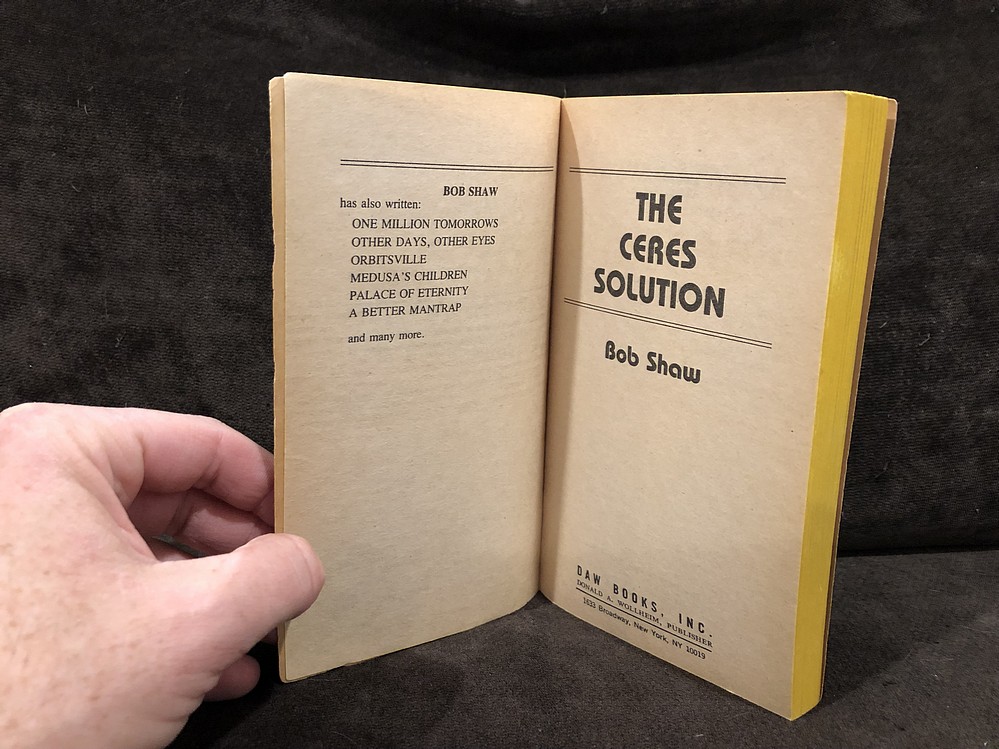 BOB SHAW
has also written:
ONE MILLION TOMORROWS
OTHER DAYS, OTHER EYES
ORBITSVILLE
MEDUSA'S CHILDREN
PALACE OF ETERNITY
A BETTER MANTRAP
and many more.
THE
CERES
SOLUTION
Bob Shaw
DAW BOOKS, INC.
DONALD A. WOLLHEIM, PUBLISHER
1633 Broadway, New York, NY 10019